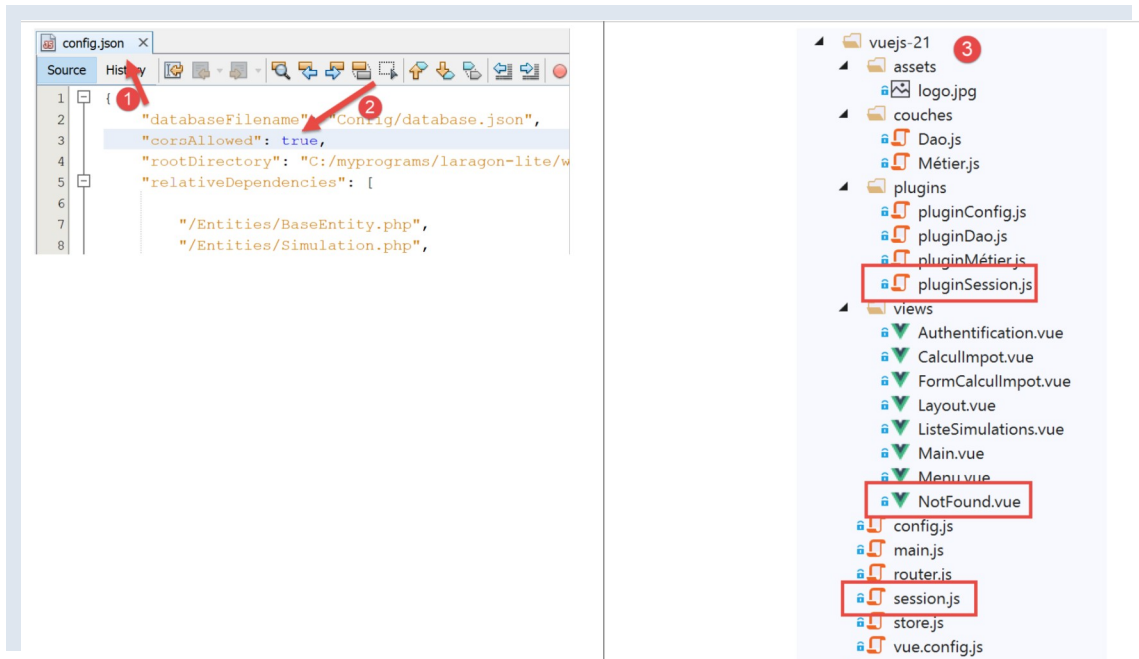 config.json
Source History
1 {
1
2
2 "databaseFilename": "Config/database.json",
3 "corsAllowed": true,
4 "rootDirectory": "C:/myprograms/laragon-lite/w
5 "relativeDependencies": [
6
7 "/Entities/BaseEntity.php",
8 "/Entities/Simulation.php",
vuejs-21
3
assets
logo.jpg
couches
Dao.js
Métier.js
plugins
pluginConfig.js
pluginDao.js
pluginMétier.js
pluginSession.js
views
Authentification.vue
CalculImpot.vue
FormCalculImpot.vue
Layout.vue
ListeSimulations.vue
Main.vue
Menu.vue
NotFound.vue
config.js
main.js
router.js
session.js
store.js
vue.config.js